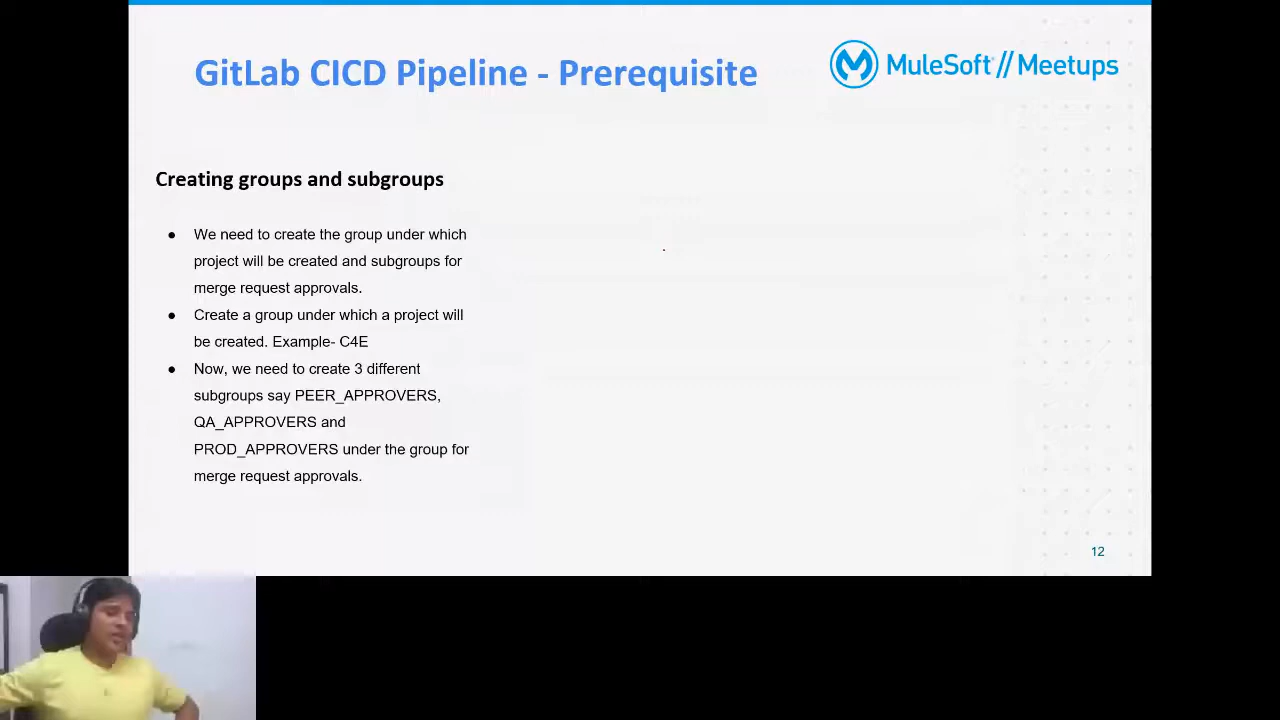 GitLab CICD Pipeline - Prerequisite
MuleSoft // Meetups
Creating groups and subgroups
● We need to create the group under which
project will be created and subgroups for
merge request approvals.
● Create a group under which a project will
be created. Example- C4E
● Now, we need to create 3 different
subgroups say PEER_APPROVERS,
QA_APPROVERS and
PROD_APPROVERS under the group for
merge request approvals.
12